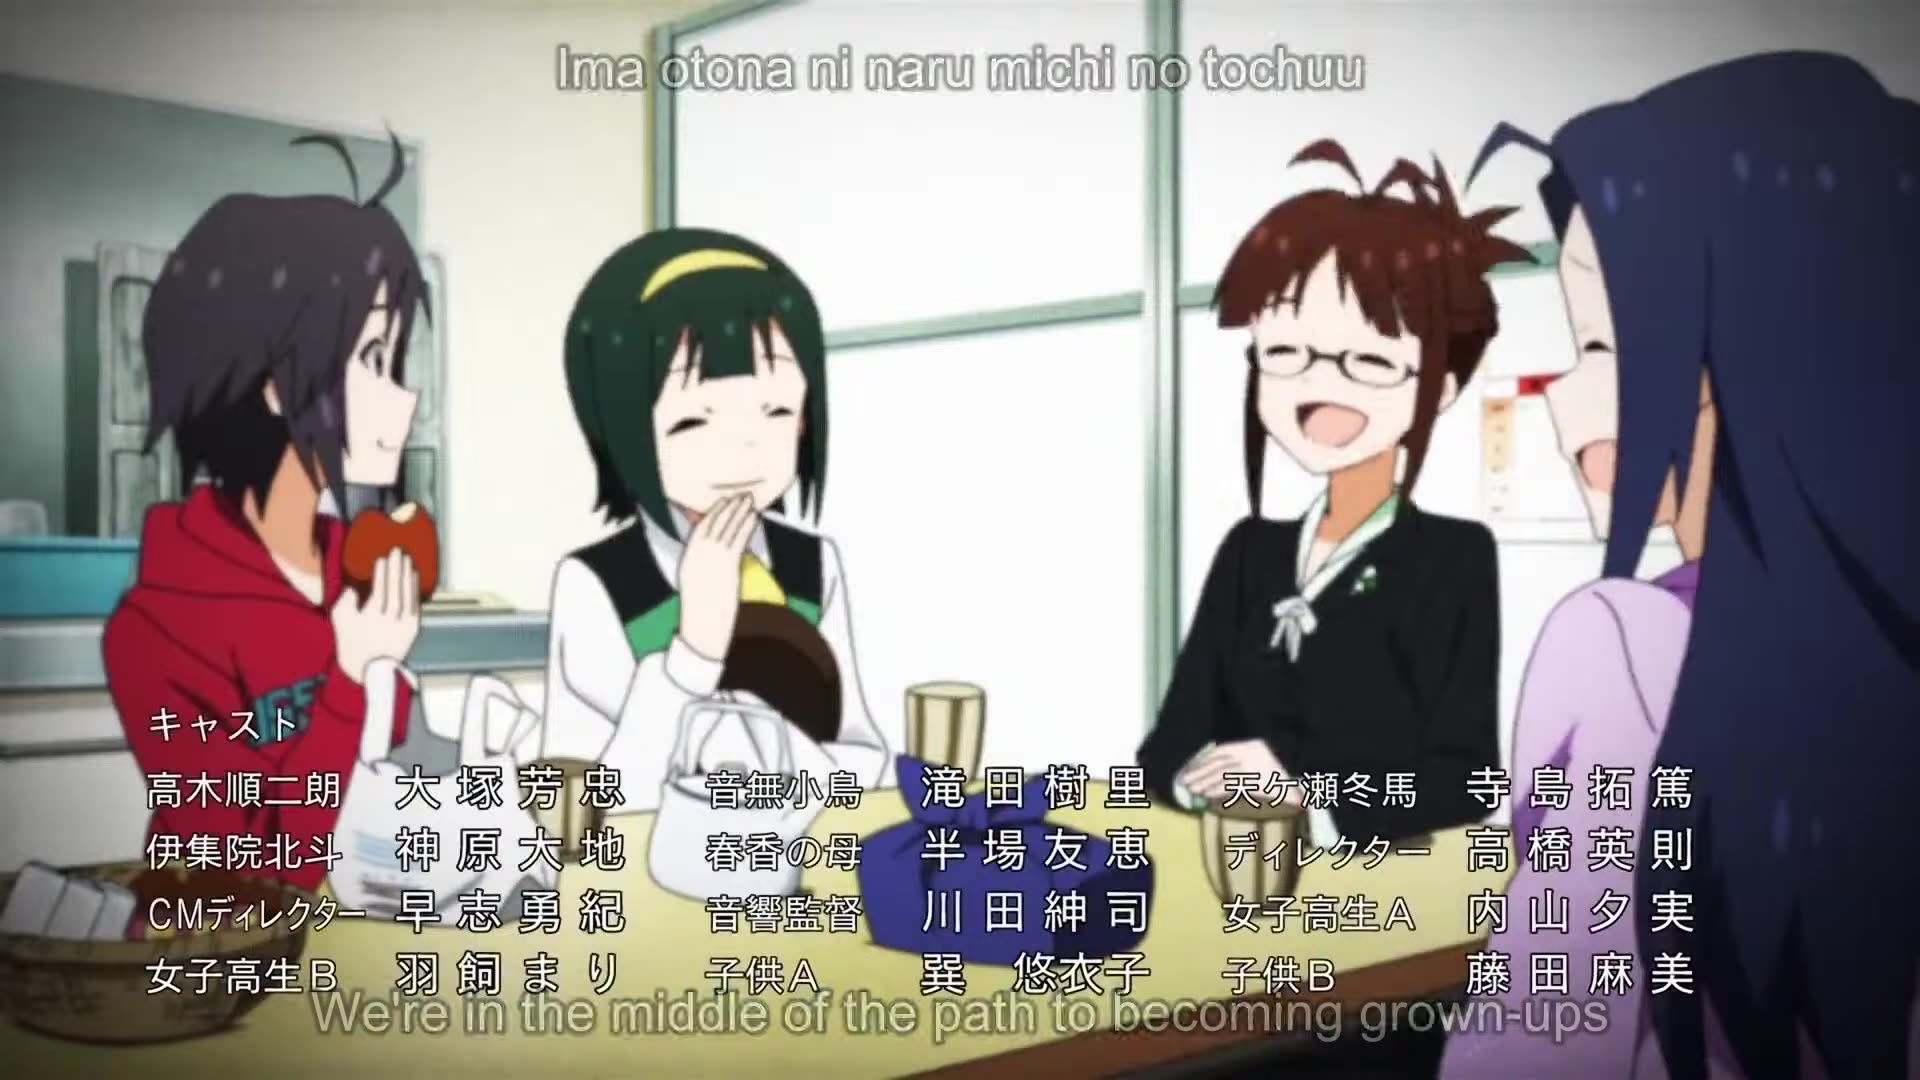 Ima otona ni naru michi no tochuu
キャスト
高木順二朗 大塚芳忠 音無小鳥 滝田樹里 天ケ瀬冬馬 寺島拓篤
伊集院北斗 神原大地 春香の母 半場友恵 ディレクター 高橋英則
CMディレクター 早志勇紀 音響監督 川田紳司 女子高生A 内山夕実
女子高生B 羽飼まり 子供A 巽 悠衣子 子供B 藤田麻美
We're in the middle of the path to becoming grown-ups